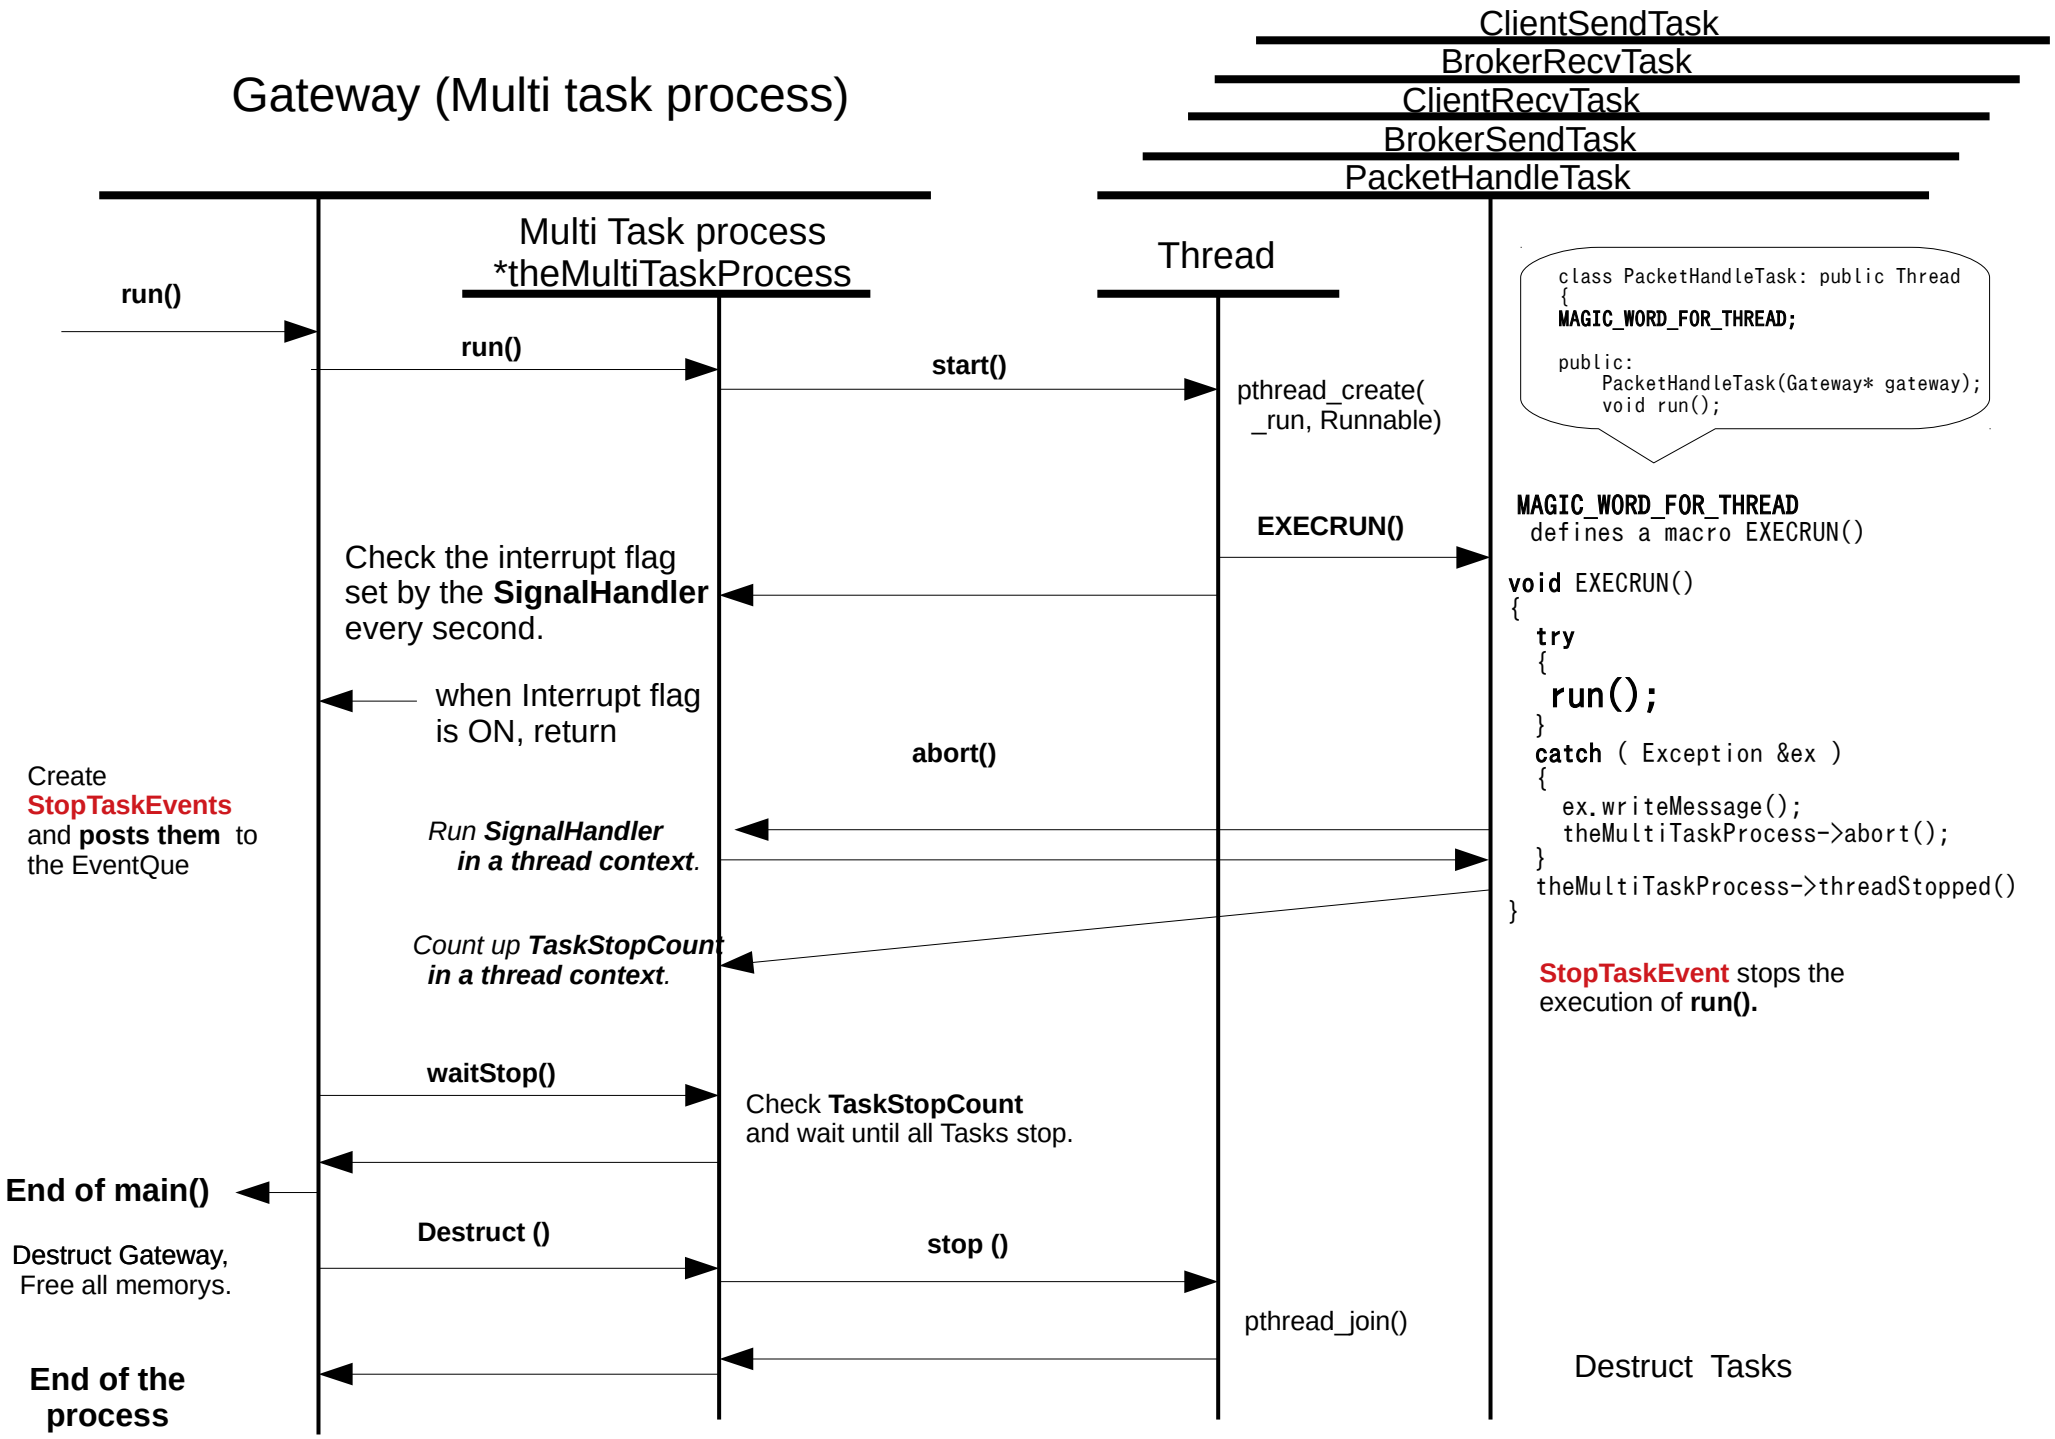 ClientSendTask
BrokerRecvTask
ClientRecvTask
BrokerSendTask
PacketHandleTask
Gateway (Multi task process)
Multi Task process
*theMultiTaskProcess
Thread
class PacketHandleTask: public Thread
{
MAGIC_WORD_FOR_THREAD;
public:
PacketHandleTask(Gateway* gateway);
void run();
run()
run()
start()
pthread_create(
_run, Runnable)
MAGIC_WORD_FOR_THREAD
defines a macro EXECRUN()
EXECRUN()
Check the interrupt flag
set by the SignalHandler
every second.
void EXECRUN()
{
try
{
run();
}
catch ( Exception &ex )
{
ex.writeMessage();
theMultiTaskProcess->abort();
}
theMultiTaskProcess->threadStopped()
}
when Interrupt flag
is ON, return
abort()
Create
StopTaskEvents
and posts them to
the EventQue
Run SignalHandler
in a thread context.
Count up TaskStopCount
in a thread context.
StopTaskEvent stops the
execution of run().
waitStop()
Check TaskStopCount
and wait until all Tasks stop.
End of main()
Destruct ()
stop ()
Destruct Gateway,
Free all memorys.
pthread_join()
End of the
process
Destruct Tasks